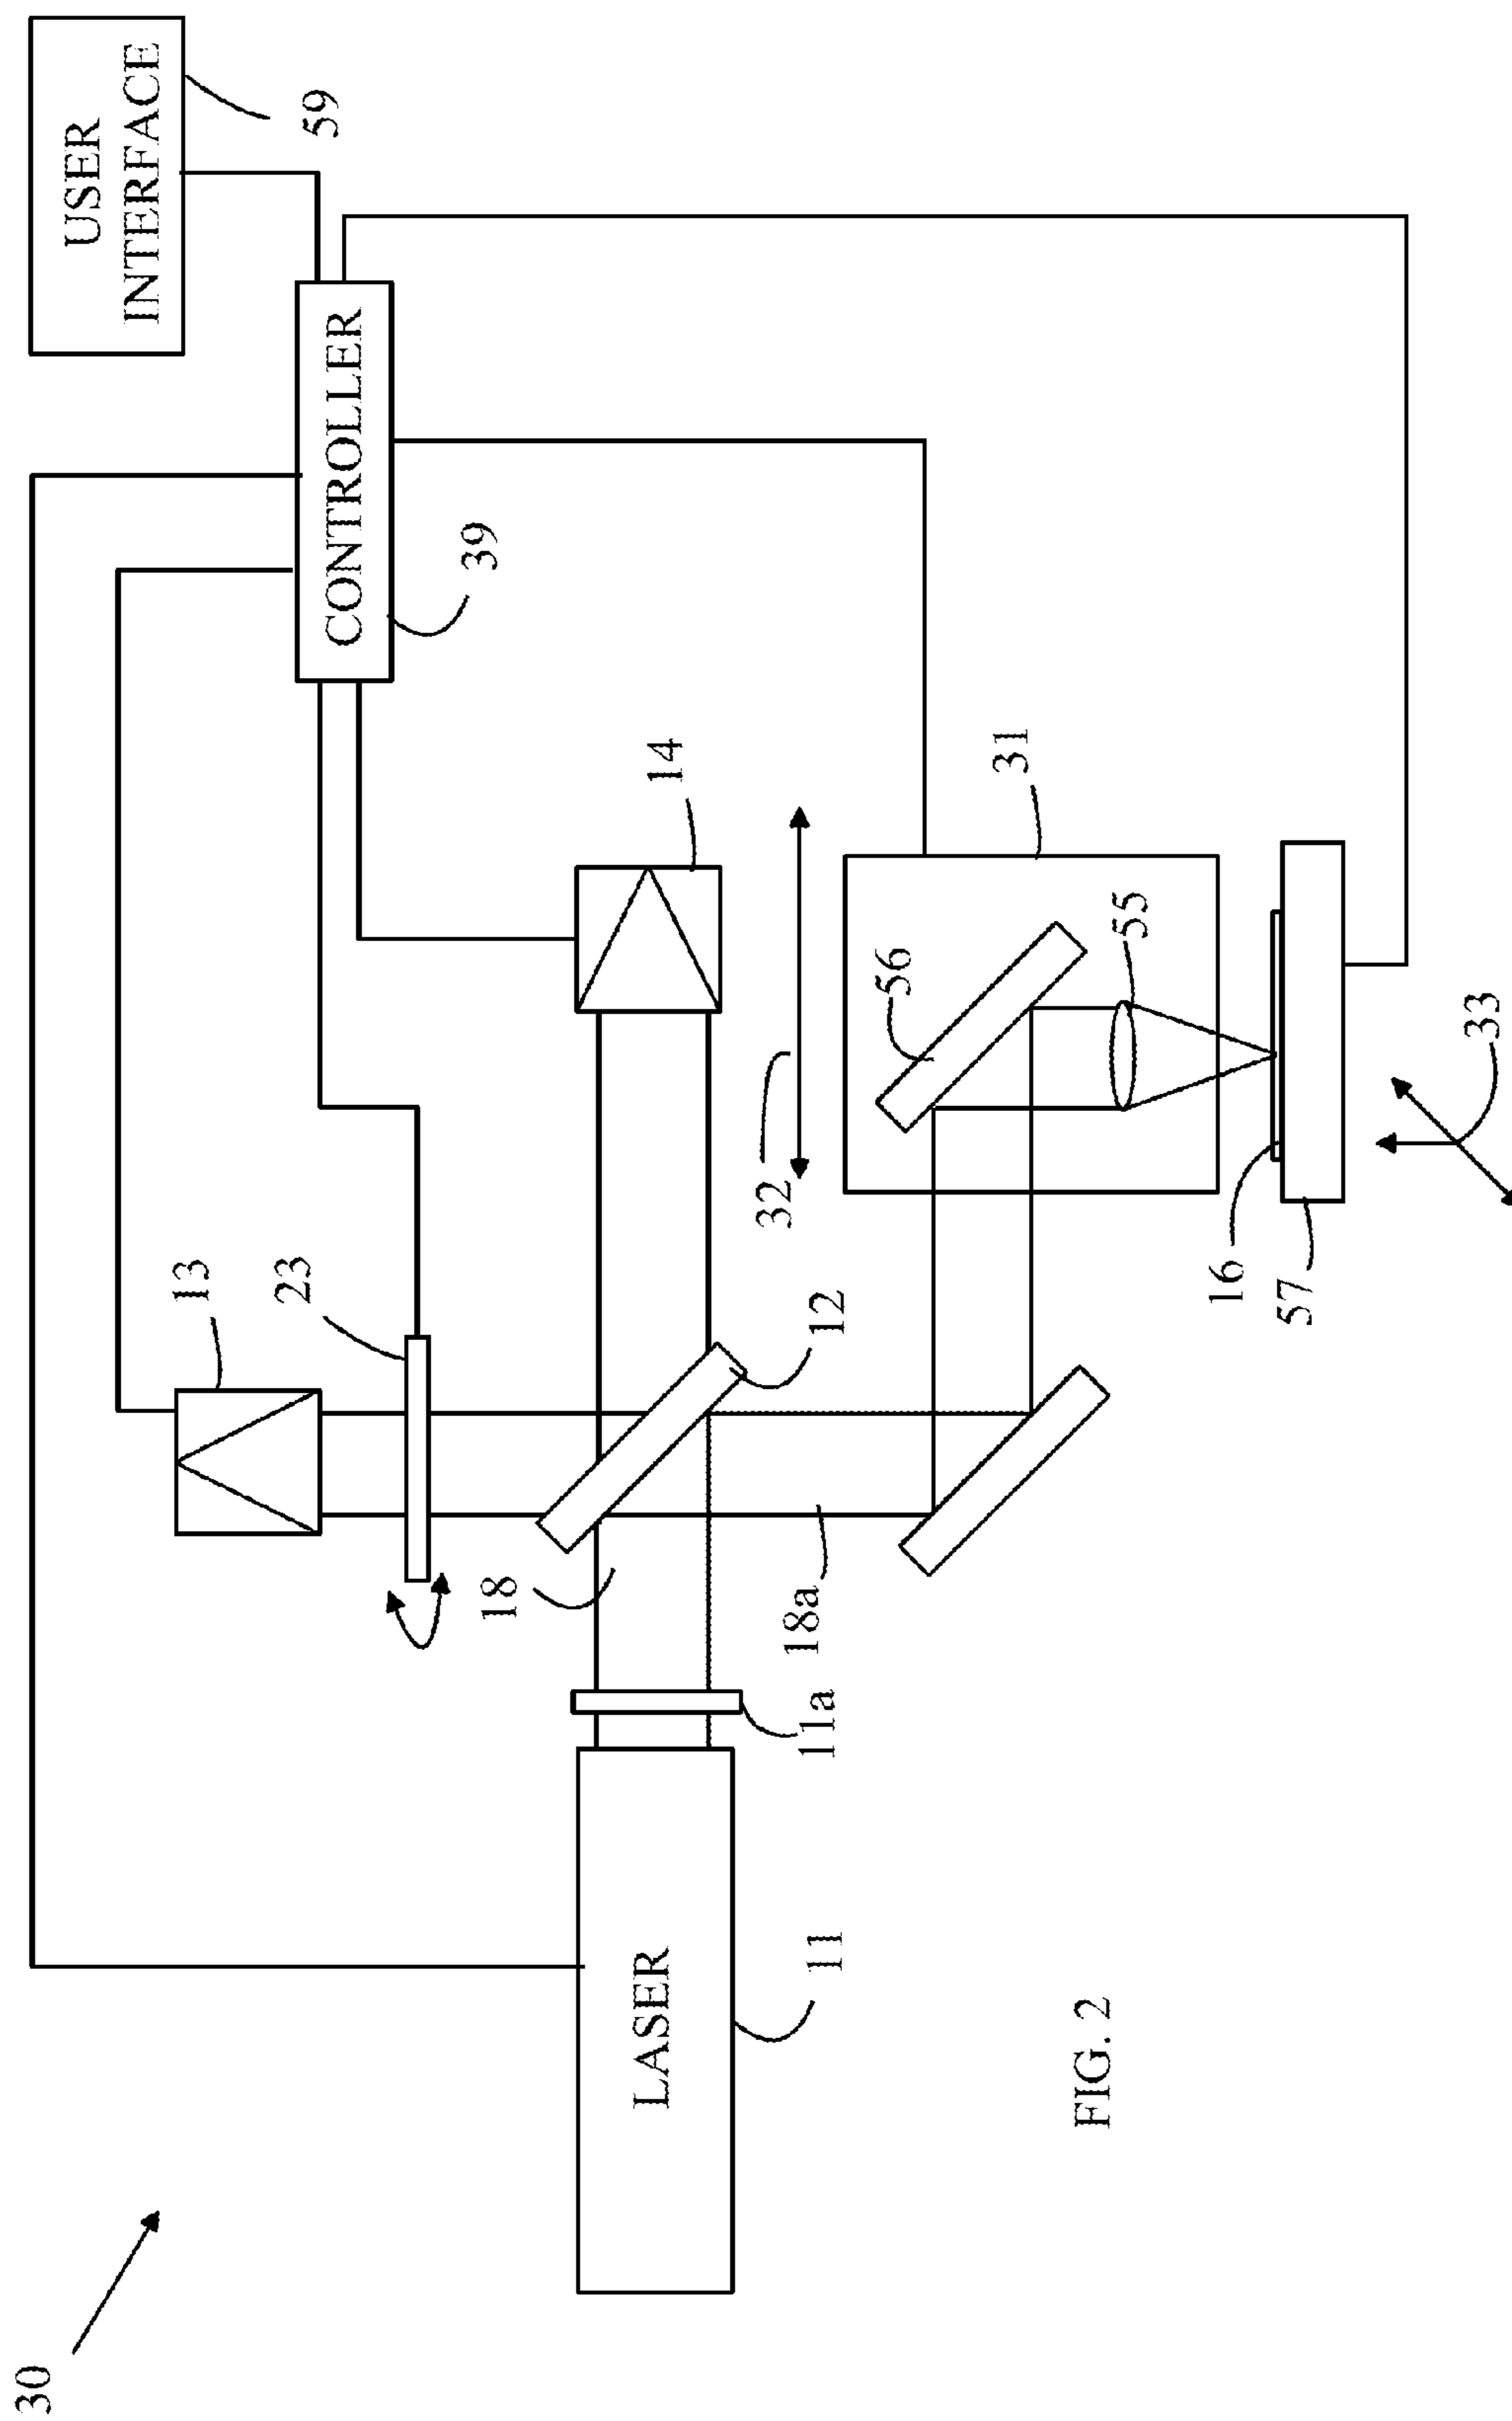 30
USER
INTERFACE
59
CONTROLLER
39
13
23
14
32
31
56
55
12
18
18a
11a
LASER
11
16
57
33
FIG. 2